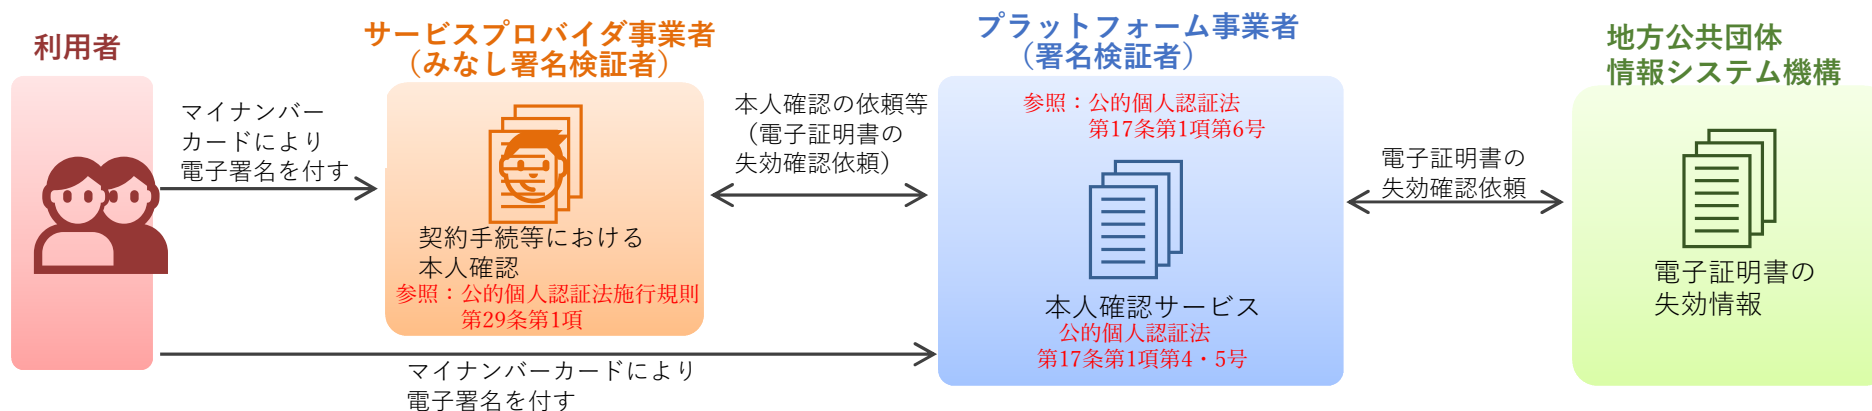 利用者
マイナンバー
カードにより
電子署名を付す
サービスプロバイダ事業者
（みなし署名検証者）
契約手続等における
本人確認
参照：公的個人認証法施行規則
第29条第1項
本人確認の依頼等
（電子証明書の
失効確認依頼）
プラットフォーム事業者
（署名検証者）
参照：公的個人認証法
第17条第1項第6号
本人確認サービス
公的個人認証法
第17条第1項第4・5号
電子証明書の
失効確認依頼
地方公共団体
情報システム機構
電子証明書の
失効情報
マイナンバーカードにより
電子署名を付す